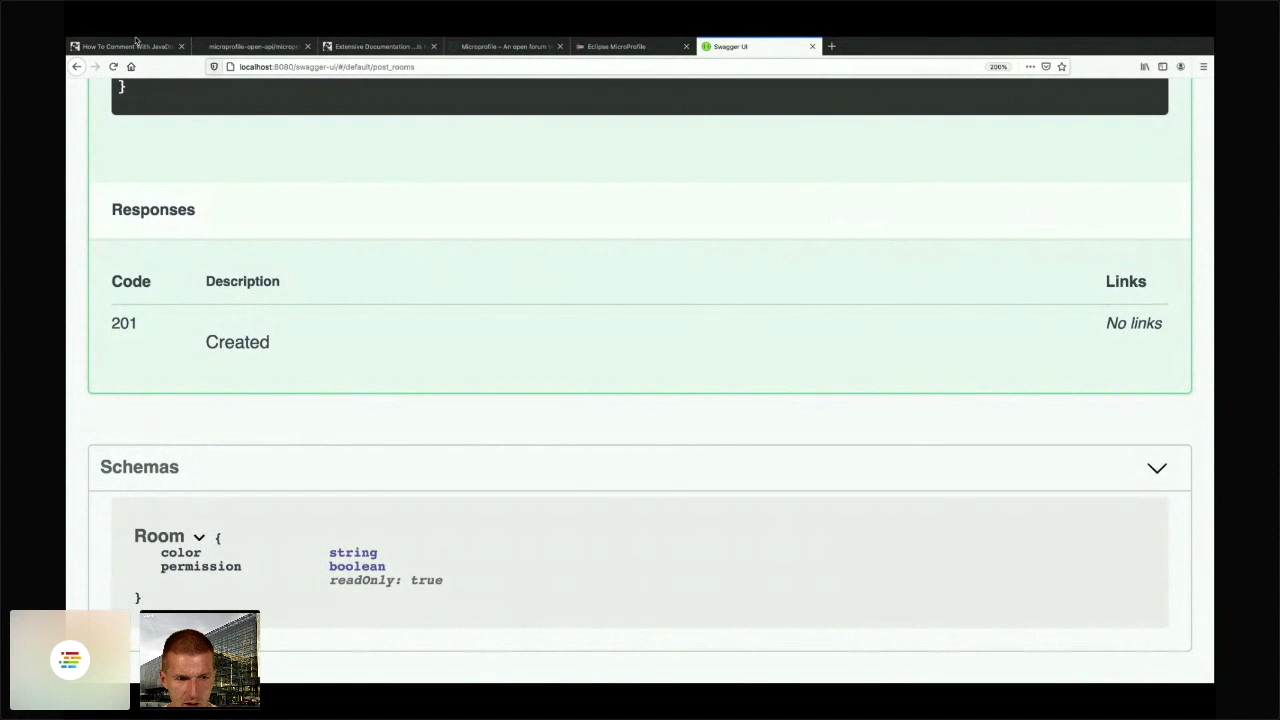 How To Comment With JavaDo
microprofile-open-api/micropr
Extensive Documentation ...is
Microprofile – An open forum
Eclipse MicroProfile
Swagger UI
localhost:8080/swagger-ui/#/default/post_rooms
200%
}
Responses
Code Description Links
201 Created No links
Schemas
Room {
color string
permission boolean
readOnly: true
}